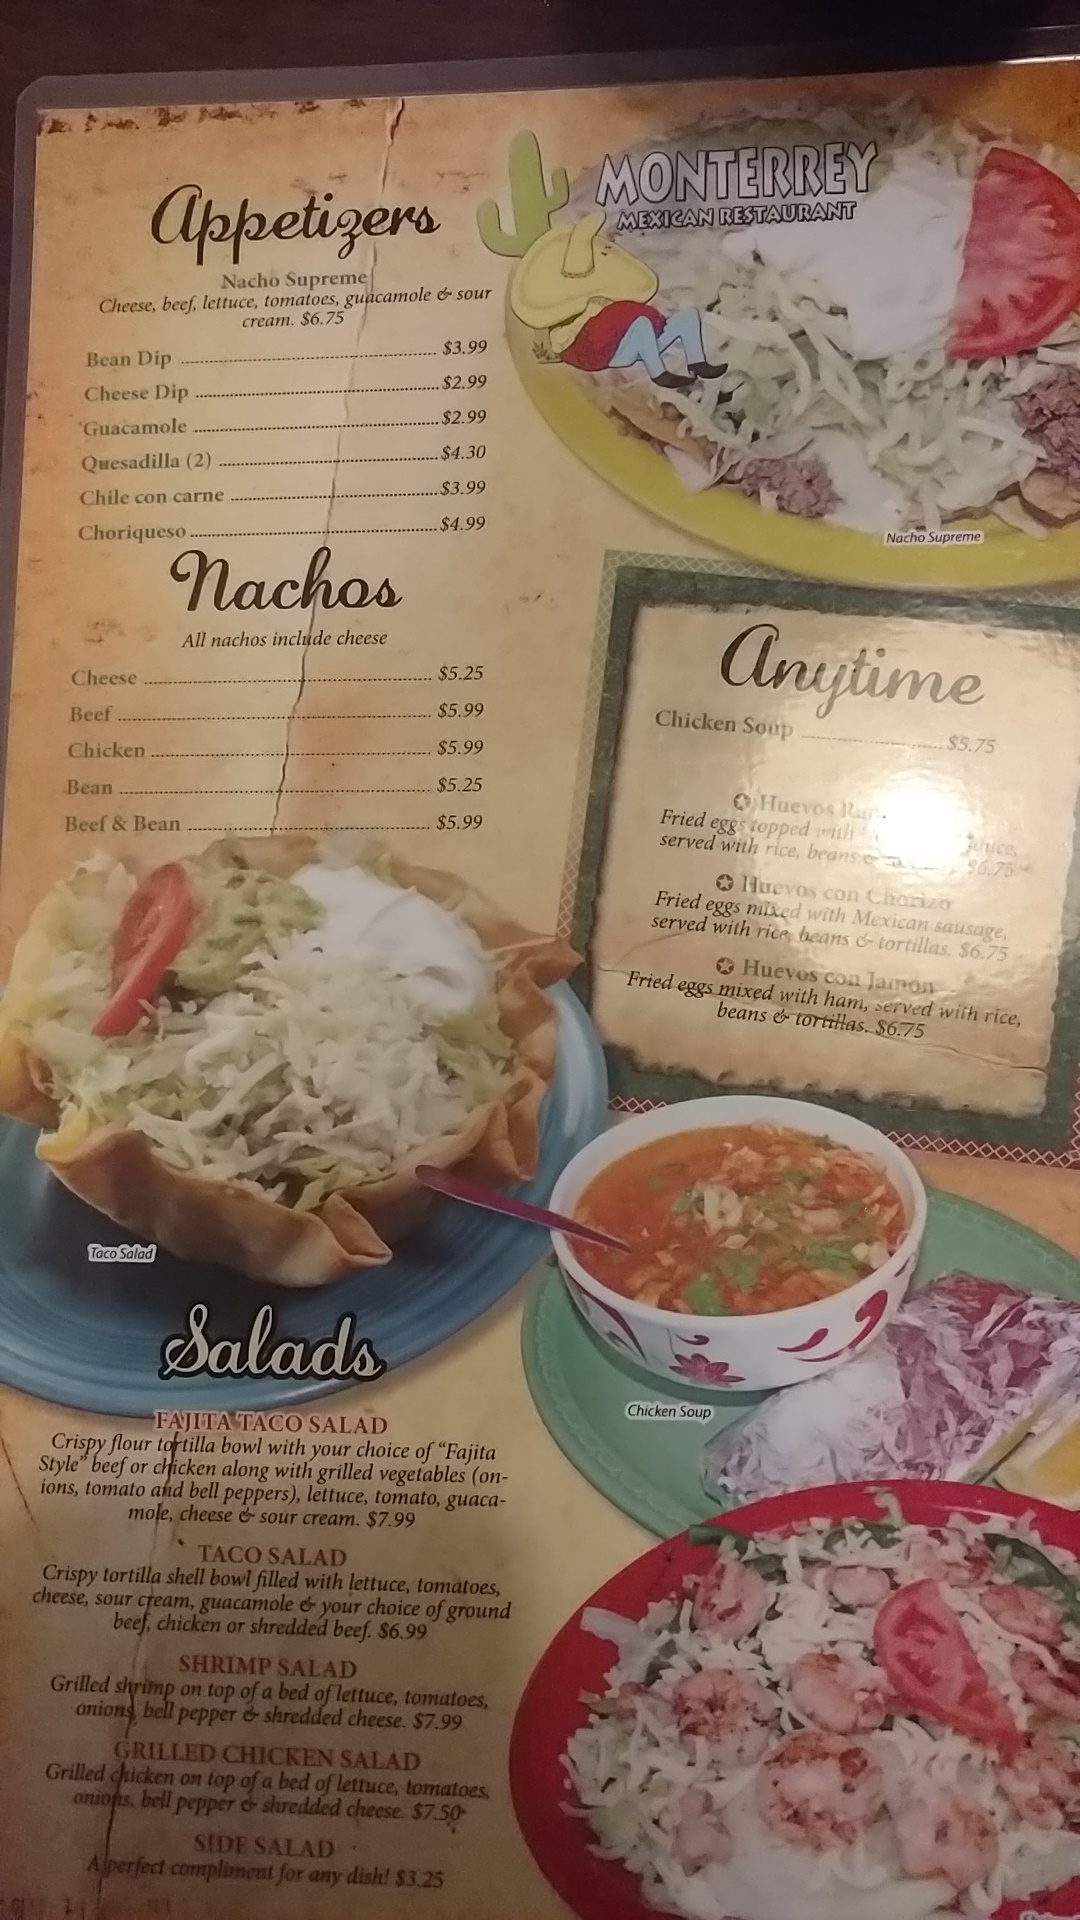 Appetizers
Nacho Supreme
Cheese, beef, lettuce, tomatoes, guacamole & sour
cream. $6.75
Bean Dip $3.99
Cheese Dip $2.99
Guacamole $2.99
Quesadilla (2) $4.30
Chile con carne $3.99
Choriqueso $4.99
Nachos
All nachos include cheese
Cheese $5.25
Beef $5.99
Chicken $5.99
Bean $5.25
Beef & Bean $5.99
Taco Salad
Salads
FAJITA TACO SALAD
Crispy flour tortilla bowl with your choice of “Fajita
Style” beef or chicken along with grilled vegetables (on-
ions, tomato and bell peppers), lettuce, tomato, guaca-
mole, cheese & sour cream. $7.99
TACO SALAD
Crispy tortilla shell bowl filled with lettuce, tomatoes,
cheese, sour cream, guacamole & your choice of ground
beef, chicken or shredded beef. $6.99
SHRIMP SALAD
Grilled shrimp on top of a bed of lettuce, tomatoes,
onions, bell pepper & shredded cheese. $7.99
GRILLED CHICKEN SALAD
Grilled chicken on top of a bed of lettuce, tomatoes,
onions, bell pepper & shredded cheese. $7.50
SIDE SALAD
A perfect compliment for any dish! $3.25
MONTERREY
MEXICAN RESTAURANT
Nacho Supreme
Anytime
Chicken Soup $5.75
Huevos
Fried eggs topped with
served with rice, beans & $6.75
Huevos con Chorizo
Fried eggs mixed with Mexican sausage,
served with rice, beans & tortillas. $6.75
Huevos con Jamon
Fried eggs mixed with ham, served with rice,
beans & tortillas. $6.75
Chicken Soup